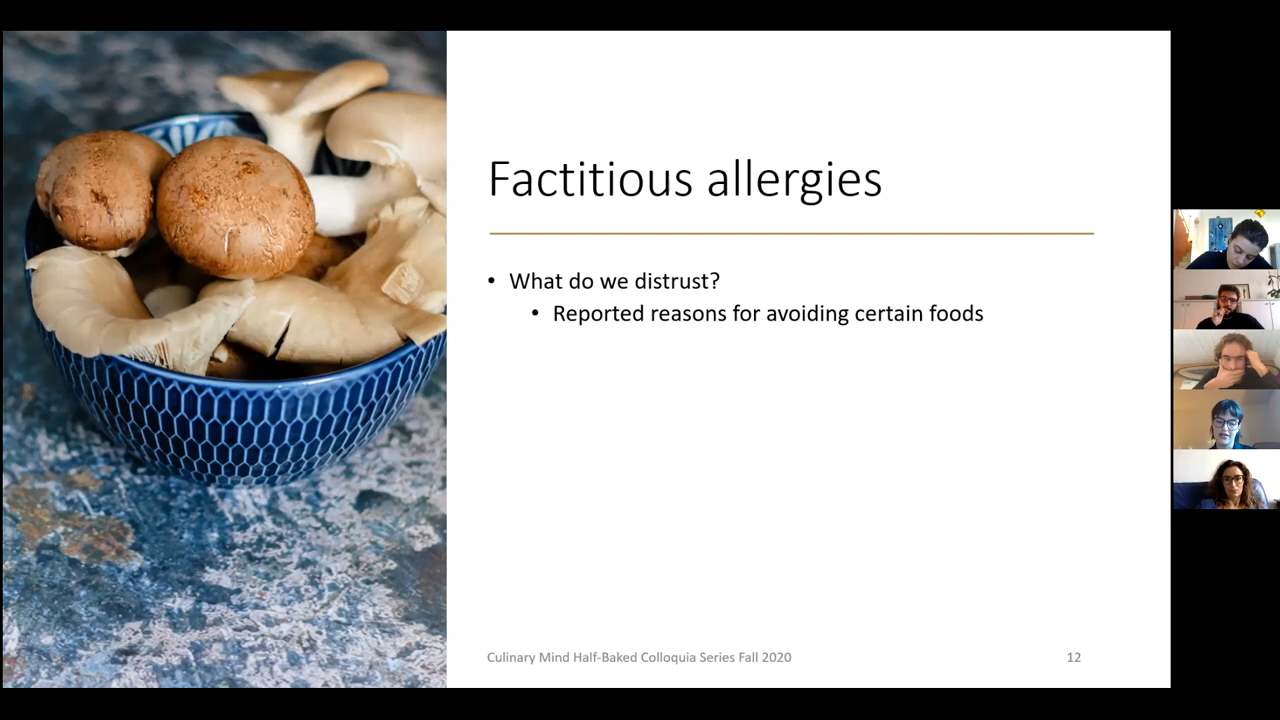 Factitious allergies
• What do we distrust?
• Reported reasons for avoiding certain foods
Culinary Mind Half-Baked Colloquia Series Fall 2020
12